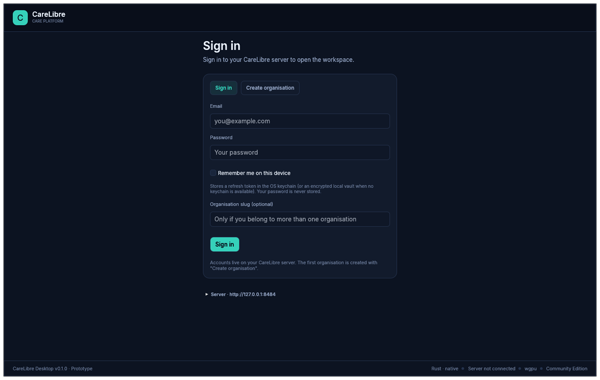 C
CareLibre
CARE PLATFORM
Sign in
Sign in to your CareLibre server to open the workspace.
Sign in
Create organisation
Email
you@example.com
Password
Your password
Remember me on this device
Stores a refresh token in the OS keychain (or an encrypted local vault when no
keychain is available). Your password is never stored.
Organisation slug (optional)
Only if you belong to more than one organisation
Sign in
Accounts live on your CareLibre server. The first organisation is created with
"Create organisation".
Server · http://127.0.0.1:8484
CareLibre Desktop v0.1.0 · Prototype
Rust · native
Server not connected
wgpu
Community Edition